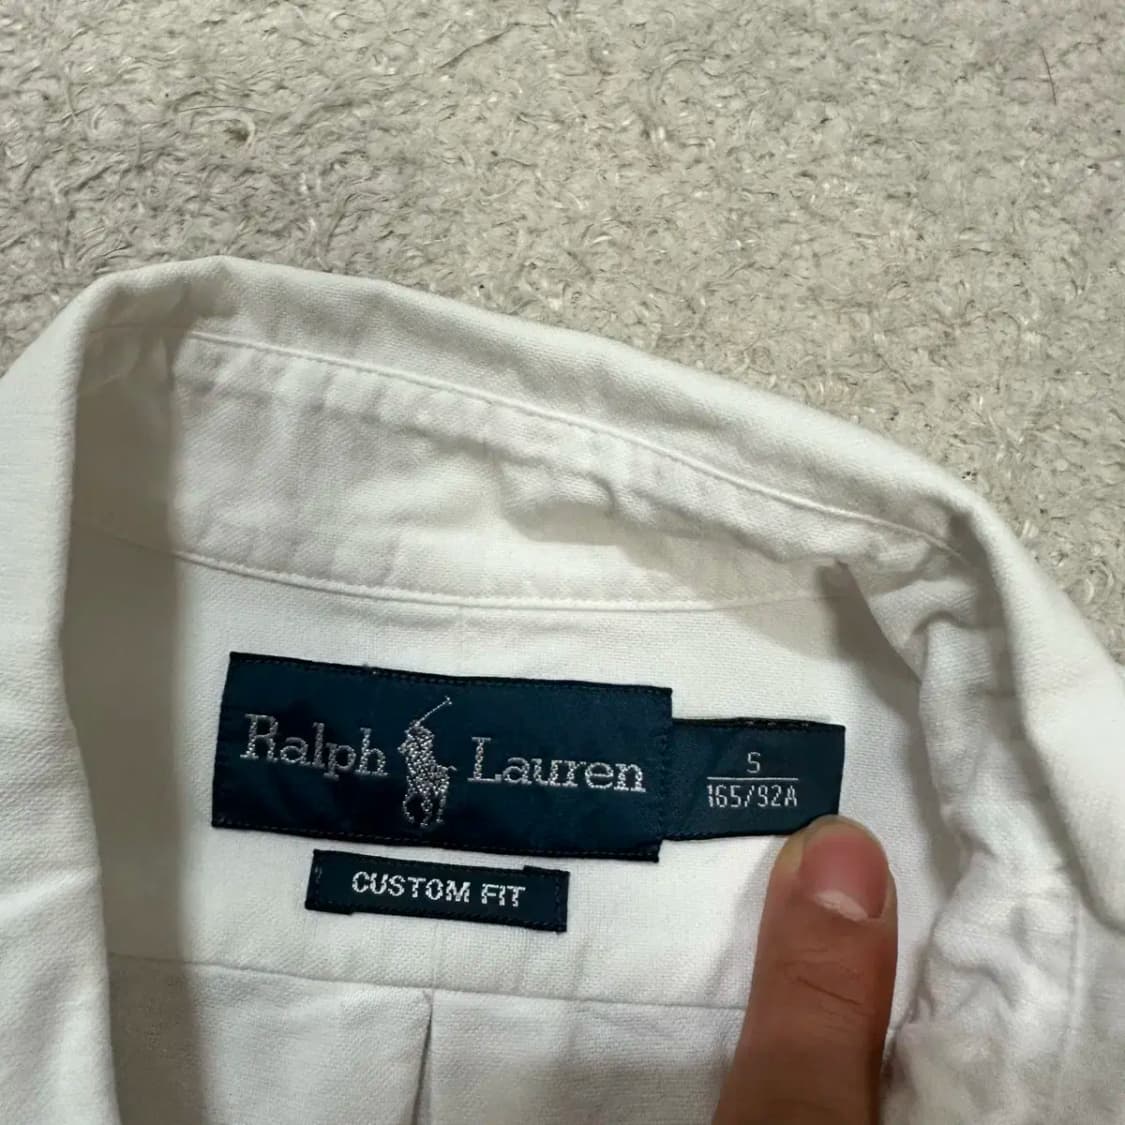 Ralph Lauren
S
165/92A
CUSTOM FIT